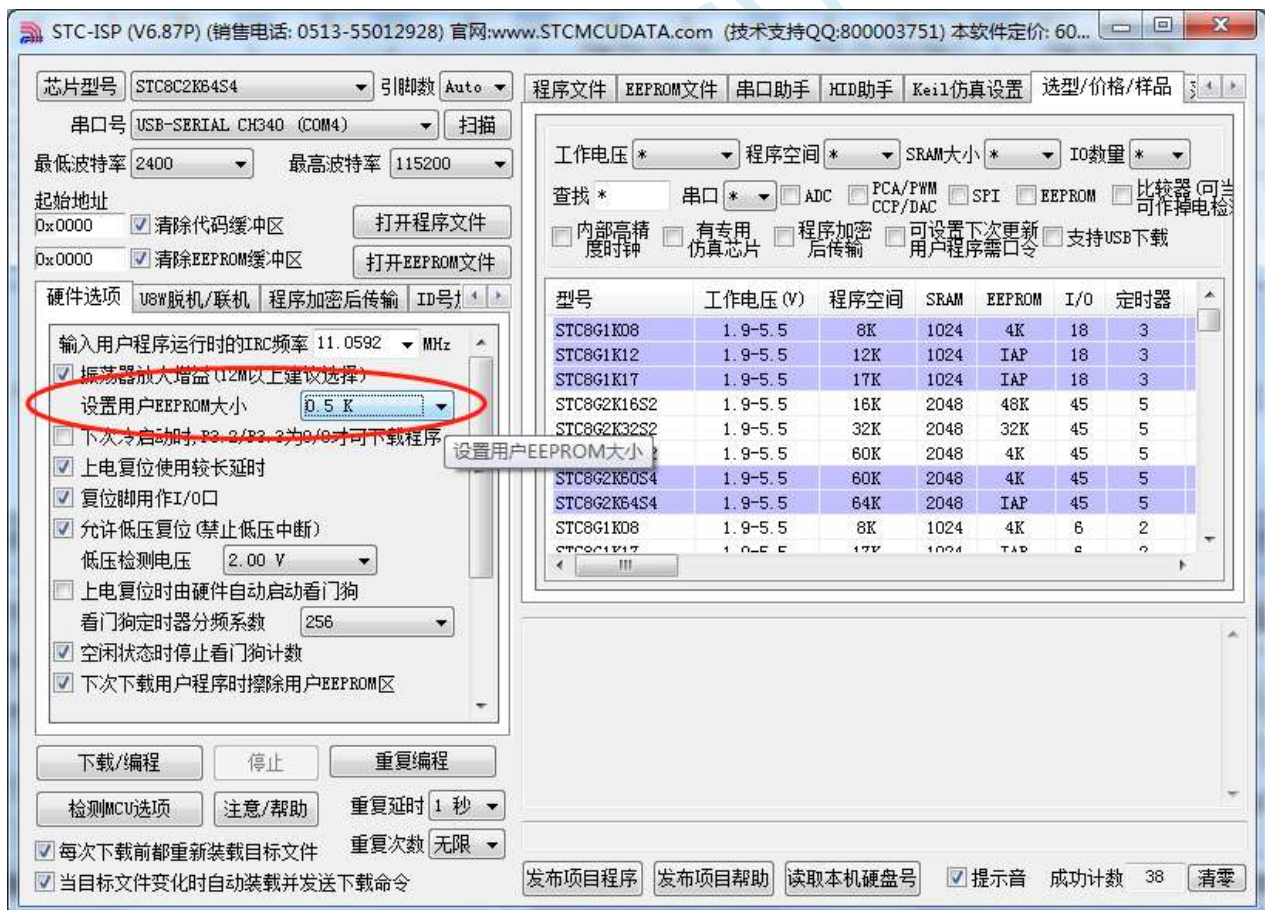 STC-ISP (V6.87P) (销售电话: 0513-55012928) 官网:www.STCMCUDATA.com (技术支持QQ:800003751) 本软件定价: 60...
芯片型号 STC8C2K64S4 引脚数 Auto
串口号 USB-SERIAL CH340 (COM4) 扫描
最低波特率 2400 最高波特率 115200
起始地址
0x0000 清除代码缓冲区 打开程序文件
0x0000 清除EEPROM缓冲区 打开EEPROM文件
硬件选项 U8W脱机/联机 程序加密后传输 ID号
输入用户程序运行时的IRC频率 11.0592 MHz
振荡器放大增益(12M以上建议选择)
设置用户EEPROM大小 0.5 K
下次冷启动时,P3.2/P3.3为0/0才可下载程序
设置用户EEPROM大小
上电复位使用较长延时
复位脚用作I/O口
允许低压复位(禁止低压中断)
低压检测电压 2.00 V
上电复位时由硬件自动启动看门狗
看门狗定时器分频系数 256
空闲状态时停止看门狗计数
下次下载用户程序时擦除用户EEPROM区
下载/编程 停止 重复编程
检测MCU选项 注意/帮助 重复延时 1 秒
重复次数 无限
每次下载前都重新装载目标文件
当目标文件变化时自动装载并发送下载命令
程序文件 EEPROM文件 串口助手 HID助手 Keil仿真设置 选型/价格/样品
工作电压 * 程序空间 * SRAM大小 * IO数量 *
查找 * 串口 * ADC PCA/PWM CCP/DAC SPI EEPROM 比较器(可当 可作掉电检
内部高精度时钟 有专用仿真芯片 程序加密后传输 可设置下次更新用户程序需口令 支持USB下载
型号 工作电压(V) 程序空间 SRAM EEPROM I/O 定时器
STC8G1K08 1.9-5.5 8K 1024 4K 18 3
STC8G1K12 1.9-5.5 12K 1024 IAP 18 3
STC8G1K17 1.9-5.5 17K 1024 IAP 18 3
STC8G2K16S2 1.9-5.5 16K 2048 48K 45 5
STC8G2K32S2 1.9-5.5 32K 2048 32K 45 5
2 1.9-5.5 60K 2048 4K 45 5
STC8G2K60S4 1.9-5.5 60K 2048 4K 45 5
STC8G2K64S4 1.9-5.5 64K 2048 IAP 45 5
STC8G1K08 1.9-5.5 8K 1024 4K 6 2
STC8G1K17 1.9-5.5 17K 1024 IAP 6 2
发布项目程序 发布项目帮助 读取本机硬盘号 提示音 成功计数 38 清零